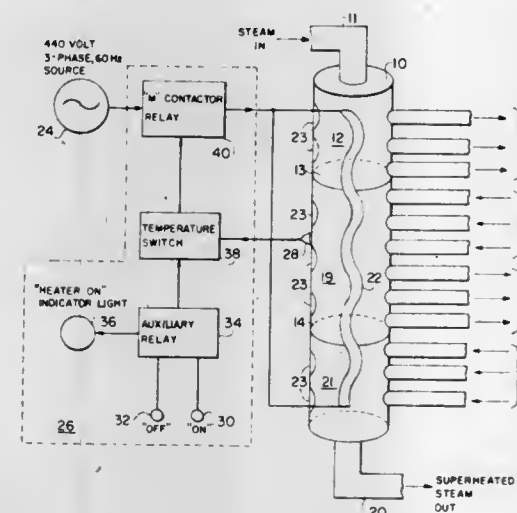 440 VOLT
3-PHASE, 60 Hz
SOURCE
24
"M" CONTACTOR
RELAY
40
STEAM
IN
11
10
23
12
13
TEMPERATURE
SWITCH
38
23
28
19
22
23
14
"HEATER ON"
INDICATOR
LIGHT
36
AUXILIARY
RELAY
34
23
21
32
"OFF"
"ON"
30
26
20
SUPERHEATED
STEAM
OUT